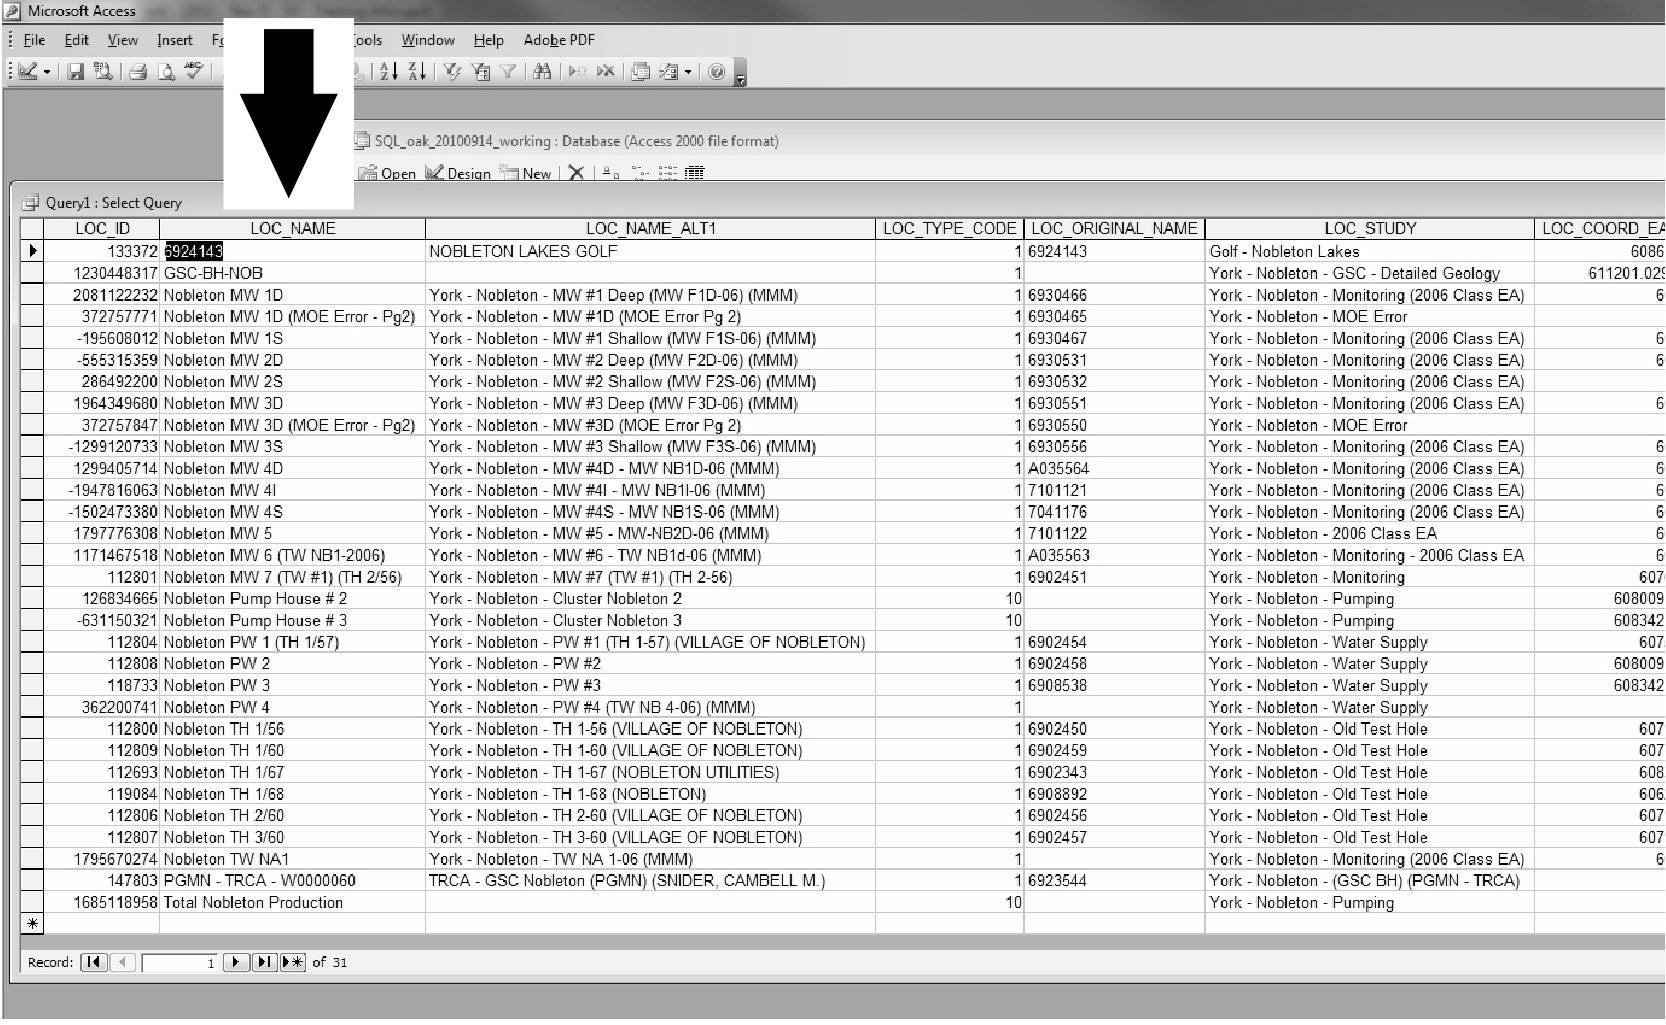 Microsoft Access
File Edit View Insert Tools Window Help Adobe PDF
SQL_oak_20100914_working : Database (Access 2000 file format)
Open Design New
Query1 : Select Query
LOC_ID LOC_NAME LOC_NAME_ALT1 LOC_TYPE_CODE LOC_ORIGINAL_NAME LOC_STUDY LOC_COORD_EA
133372 6924143 NOBLETON LAKES GOLF 1 6924143 Golf - Nobleton Lakes 6086
1230448317 GSC-BH-NOB 1 York - Nobleton - GSC - Detailed Geology 611201.029
2081122232 Nobleton MW 1D York - Nobleton - MW #1 Deep (MW F1D-06) (MMM) 1 6930466 York - Nobleton - Monitoring (2006 Class EA) 6
372757771 Nobleton MW 1D (MOE Error - Pg2) York - Nobleton - MW #1D (MOE Error Pg 2) 1 6930465 York - Nobleton - MOE Error
-195608012 Nobleton MW 1S York - Nobleton - MW #1 Shallow (MW F1S-06) (MMM) 1 6930467 York - Nobleton - Monitoring (2006 Class EA) 6
-555315359 Nobleton MW 2D York - Nobleton - MW #2 Deep (MW F2D-06) (MMM) 1 6930531 York - Nobleton - Monitoring (2006 Class EA) 6
286492200 Nobleton MW 2S York - Nobleton - MW #2 Shallow (MW F2S-06) (MMM) 1 6930532 York - Nobleton - Monitoring (2006 Class EA)
1964349680 Nobleton MW 3D York - Nobleton - MW #3 Deep (MW F3D-06) (MMM) 1 6930551 York - Nobleton - Monitoring (2006 Class EA) 6
372757847 Nobleton MW 3D (MOE Error - Pg2) York - Nobleton - MW #3D (MOE Error Pg 2) 1 6930550 York - Nobleton - MOE Error
-1299120733 Nobleton MW 3S York - Nobleton - MW #3 Shallow (MW F3S-06) (MMM) 1 6930556 York - Nobleton - Monitoring (2006 Class EA) 6
1299405714 Nobleton MW 4D York - Nobleton - MW #4D - MW NB1D-06 (MMM) 1 A035564 York - Nobleton - Monitoring (2006 Class EA) 6
-1947816063 Nobleton MW 4I York - Nobleton - MW #4I - MW NB1I-06 (MMM) 1 7101121 York - Nobleton - Monitoring (2006 Class EA) 6
-1502473380 Nobleton MW 4S York - Nobleton - MW #4S - MW NB1S-06 (MMM) 1 7041176 York - Nobleton - Monitoring (2006 Class EA) 6
1797776308 Nobleton MW 5 York - Nobleton - MW #5 - MW-NB2D-06 (MMM) 1 7101122 York - Nobleton - 2006 Class EA 6
1171467518 Nobleton MW 6 (TW NB1-2006) York - Nobleton - MW #6 - TW NB1d-06 (MMM) 1 A035563 York - Nobleton - Monitoring - 2006 Class EA 6
112801 Nobleton MW 7 (TW #1) (TH 2/56) York - Nobleton - MW #7 (TW #1) (TH 2-56) 1 6902451 York - Nobleton - Monitoring 607
126834665 Nobleton Pump House # 2 York - Nobleton - Cluster Nobleton 2 10 York - Nobleton - Pumping 608009
-631150321 Nobleton Pump House # 3 York - Nobleton - Cluster Nobleton 3 10 York - Nobleton - Pumping 608342
112804 Nobleton PW 1 (TH 1/57) York - Nobleton - PW #1 (TH 1-57) (VILLAGE OF NOBLETON) 1 6902454 York - Nobleton - Water Supply 607
112808 Nobleton PW 2 York - Nobleton - PW #2 1 6902458 York - Nobleton - Water Supply 608009
118733 Nobleton PW 3 York - Nobleton - PW #3 1 6908538 York - Nobleton - Water Supply 608342
362200741 Nobleton PW 4 York - Nobleton - PW #4 (TW NB 4-06) (MMM) 1 York - Nobleton - Water Supply
112800 Nobleton TH 1/56 York - Nobleton - TH 1-56 (VILLAGE OF NOBLETON) 1 6902450 York - Nobleton - Old Test Hole 607
112809 Nobleton TH 1/60 York - Nobleton - TH 1-60 (VILLAGE OF NOBLETON) 1 6902459 York - Nobleton - Old Test Hole 607
112693 Nobleton TH 1/67 York - Nobleton - TH 1-67 (NOBLETON UTILITIES) 1 6902343 York - Nobleton - Old Test Hole 608
119084 Nobleton TH 1/68 York - Nobleton - TH 1-68 (NOBLETON) 1 6908892 York - Nobleton - Old Test Hole 606
112806 Nobleton TH 2/60 York - Nobleton - TH 2-60 (VILLAGE OF NOBLETON) 1 6902456 York - Nobleton - Old Test Hole 607
112807 Nobleton TH 3/60 York - Nobleton - TH 3-60 (VILLAGE OF NOBLETON) 1 6902457 York - Nobleton - Old Test Hole 607
1795670274 Nobleton TW NA1 York - Nobleton - TW NA 1-06 (MMM) 1 York - Nobleton - Monitoring (2006 Class EA) 6
147803 PGMN - TRCA - W0000060 TRCA - GSC Nobleton (PGMN) (SNIDER, CAMBELL M.) 1 6923544 York - Nobleton - (GSC BH) (PGMN - TRCA)
1685118958 Total Nobleton Production 10 York - Nobleton - Pumping
Record: 1 of 31